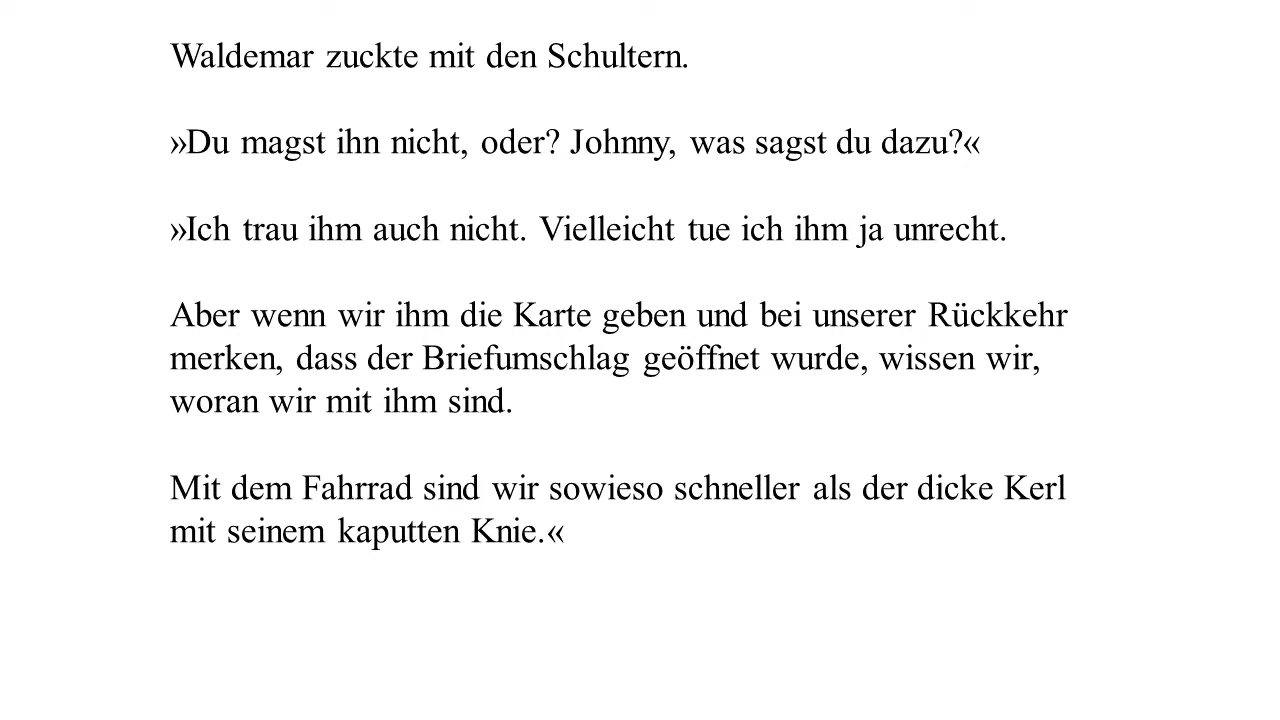 Waldemar zuckte mit den Schultern.
»Du magst ihn nicht, oder? Johnny, was sagst du dazu?«
»Ich trau ihm auch nicht. Vielleicht tue ich ihm ja unrecht.
Aber wenn wir ihm die Karte geben und bei unserer Rückkehr
merken, dass der Briefumschlag geöffnet wurde, wissen wir,
woran wir mit ihm sind.
Mit dem Fahrrad sind wir sowieso schneller als der dicke Kerl
mit seinem kaputten Knie.«